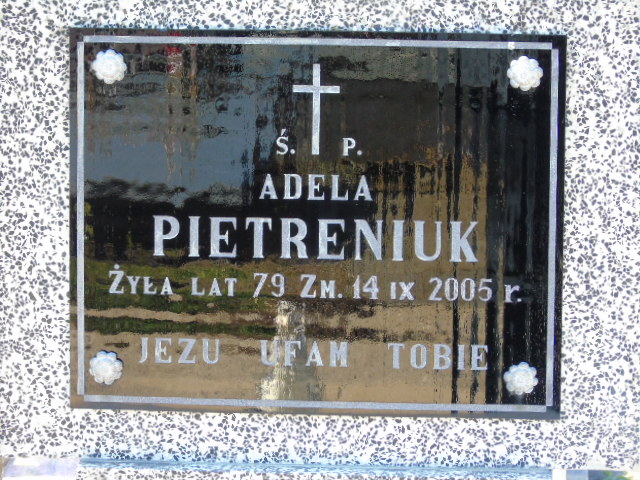 Ś. P.
ADELA
PIETRENIUK
ŻYŁA LAT 79 ZM. 14 IX 2005 r.
JEZU UFAM TOBIE